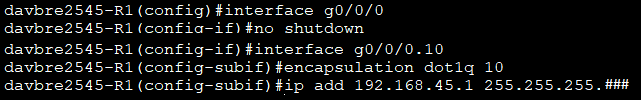 davbre2545-R1(config)#interface g0/0/0
davbre2545-R1(config-if)#no shutdown
davbre2545-R1(config-if)#interface g0/0/0.10
davbre2545-R1(config-subif)#encapsulation dot1q 10
davbre2545-R1(config-subif)#ip add 192.168.45.1 255.255.255.###